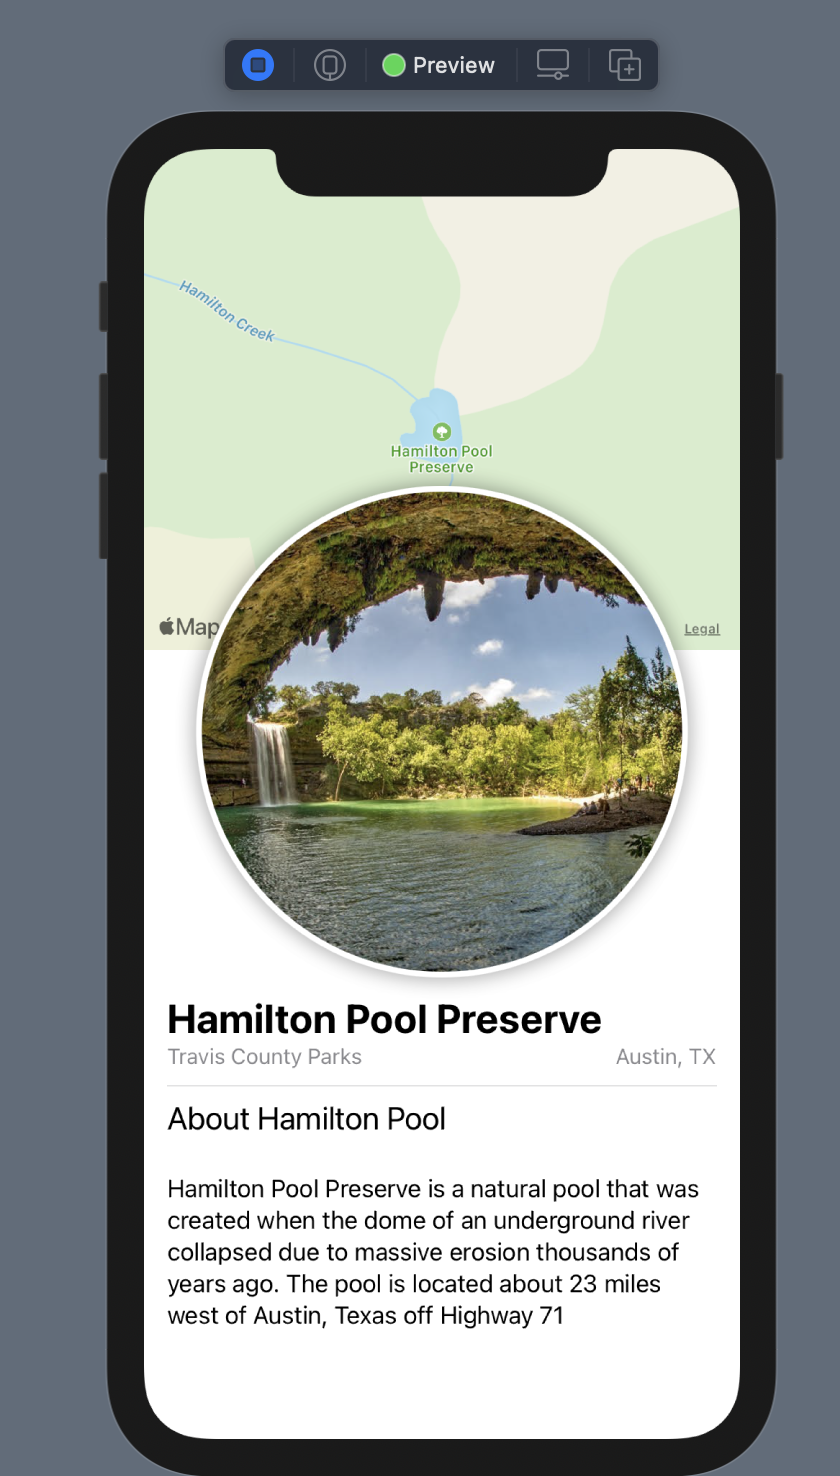 Preview
Hamilton Creek
Hamilton Pool
Preserve
Map
Legal
Hamilton Pool Preserve
Travis County Parks
Austin, TX
About Hamilton Pool
Hamilton Pool Preserve is a natural pool that was
created when the dome of an underground river
collapsed due to massive erosion thousands of
years ago. The pool is located about 23 miles
west of Austin, Texas off Highway 71